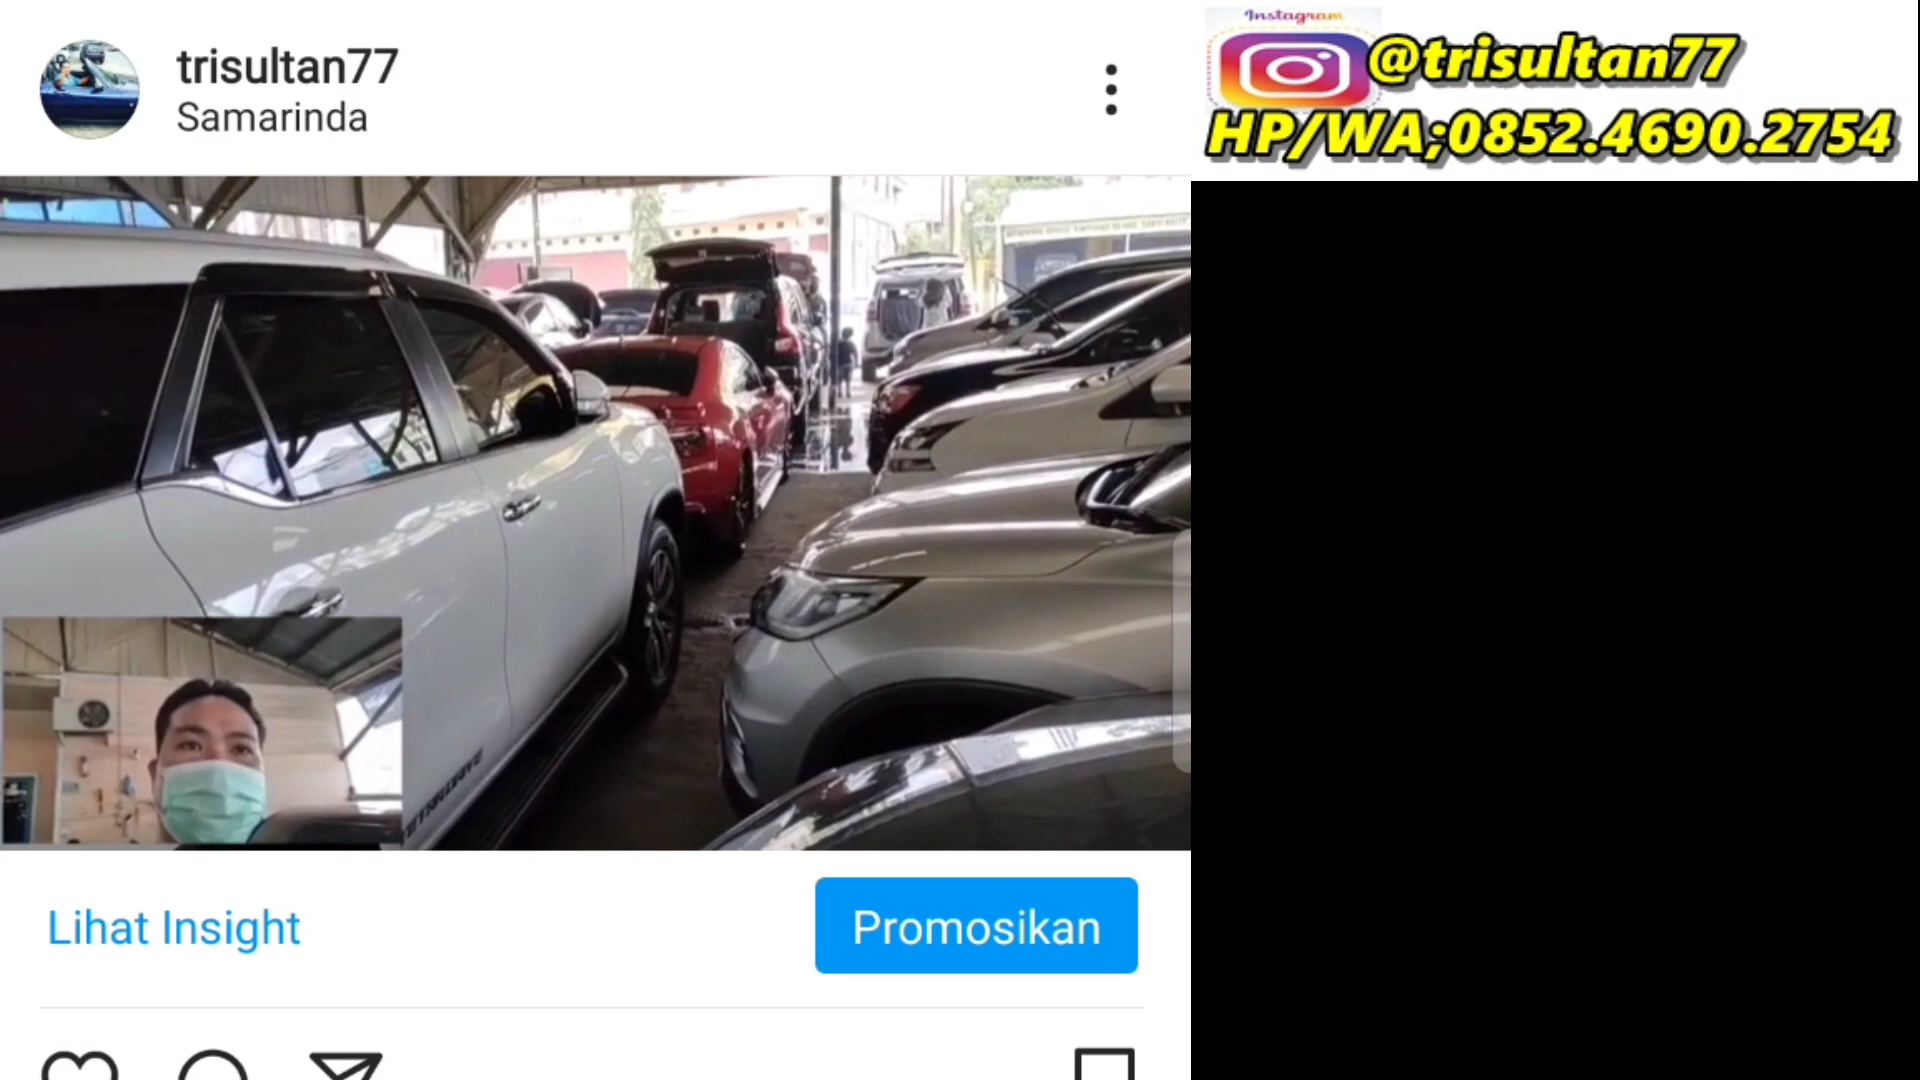 trisultan77
Samarinda
Instagram
@trisultan77
HP/WA;0852.4690.2754
Lihat Insight
Promosikan